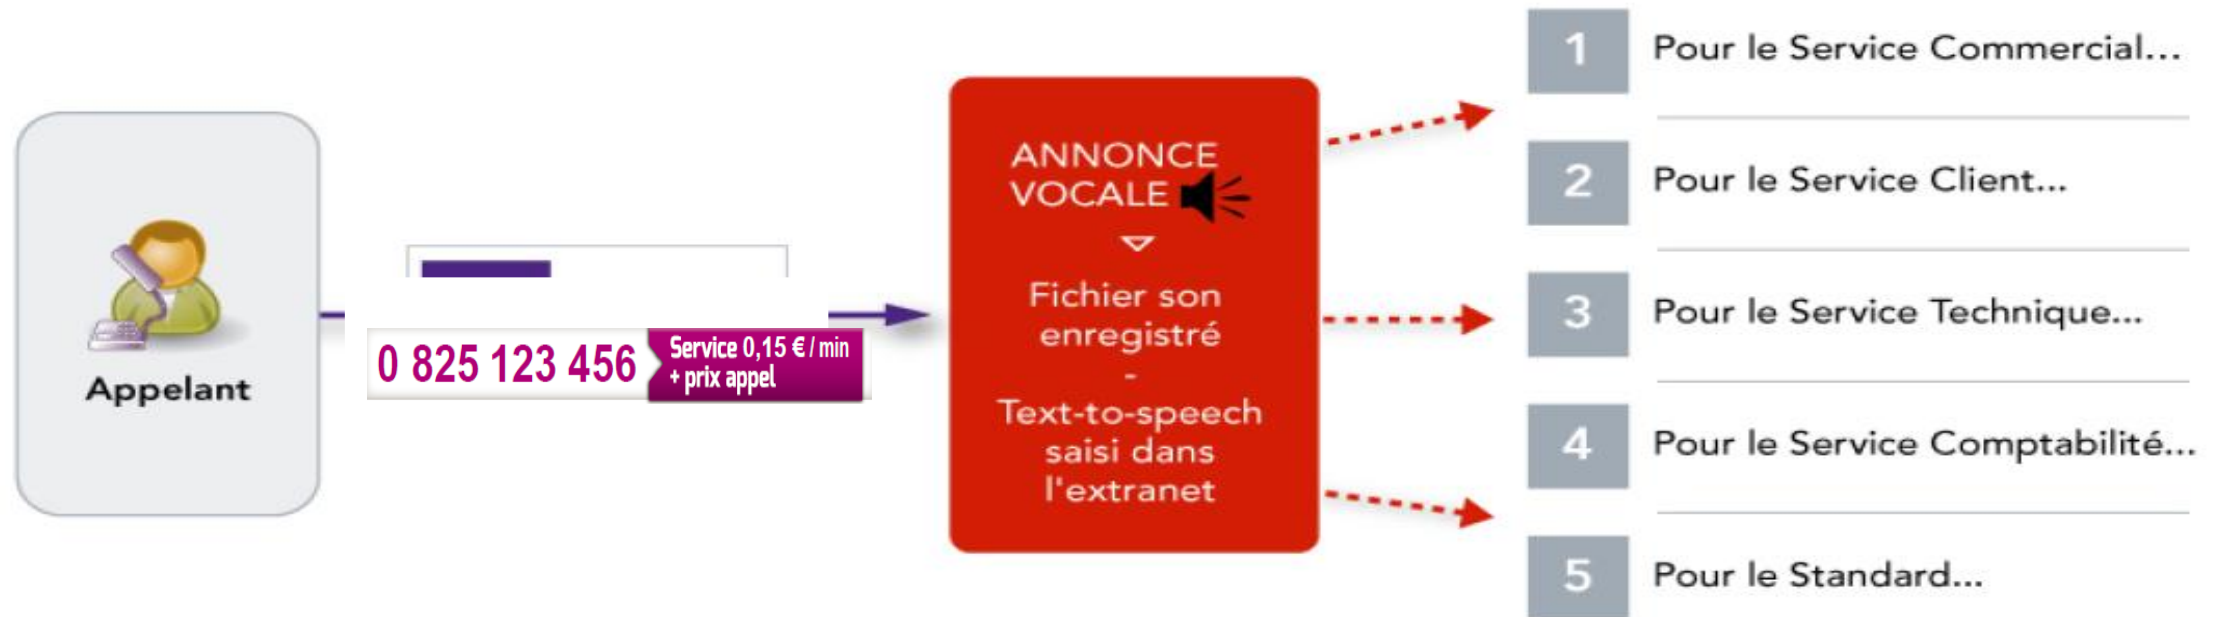 Appelant
0 825 123 456
Service 0,15 € / min
+ prix appel
ANNONCE
VOCALE
Fichier son
enregistré
-
Text-to-speech
saisi dans
l'extranet
1 Pour le Service Commercial...
2 Pour le Service Client...
3 Pour le Service Technique...
4 Pour le Service Comptabilité...
5 Pour le Standard...